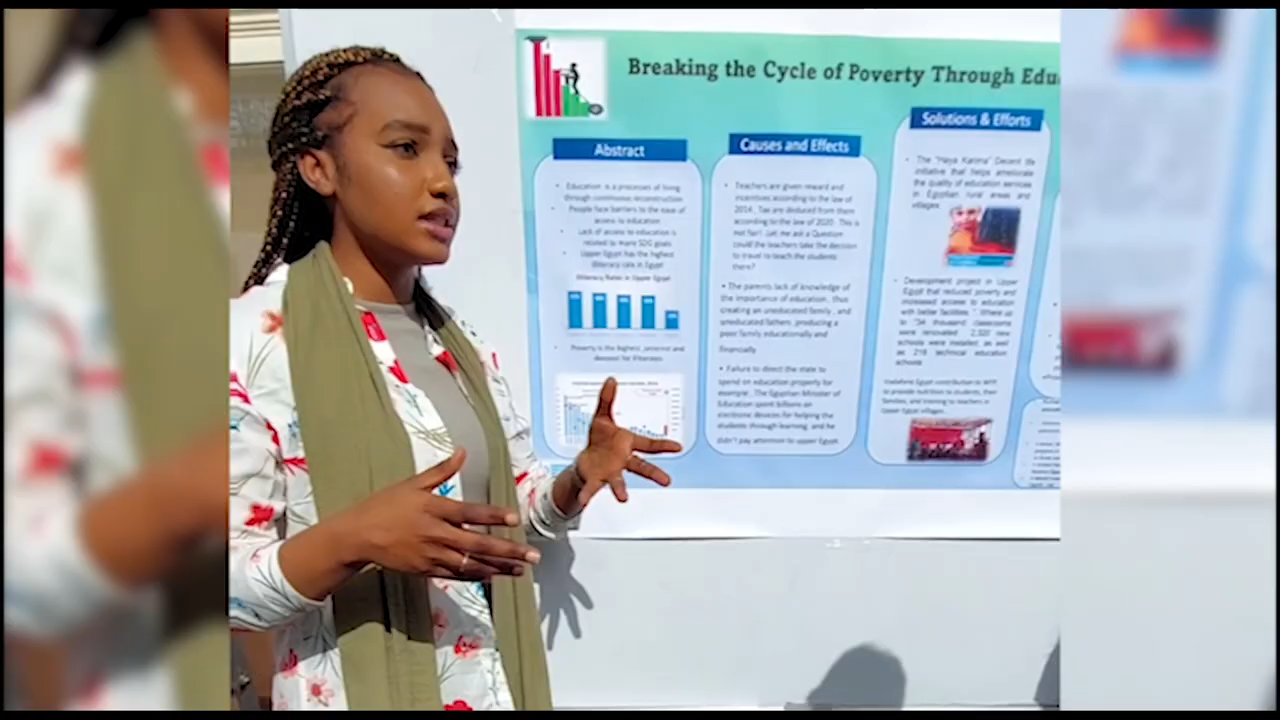 Breaking the Cycle of Poverty Through Edu
Abstract
• Education is a processes of living
through continuous reconstruction
• People face barriers to the ease of
access to education
• Lack of access to education is
related to many SDG goals
• Upper Egypt has the highest
illiteracy rate in Egypt
Illiteracy Rates in Upper Egypt
• Poverty is the highest
Causes and Effects
• Teachers are given reward and
incentives according to the law of
2014 , Tax are deducted from them
according to the law of 2020 . This is
not fair! Let me ask a Question
could the teachers take the decision
to travel to teach the students
there?
• The parents lack of knowledge of
the importance of education , thus
creating an uneducated family , and
uneducated fathers , producing a
poor family educationally and
financially
• Failure to direct the state to
spend on education properly for
example , The Egyptian Minister of
Education spent billions on
electronic devices for helping the
students through learning, and he
didn't pay attention to upper Egypt
Solutions & Efforts
• The "Haya Karima" Decent life
initiative that helps ameliorate
the quality of education services
in Egyptian rural areas and
villages
• Development project in Upper
Egypt that reduced poverty and
increased access to education
with better facilities. ". Where up
to "34 thousand classrooms
were renovated . 2,320 new
schools were installed as well
as 218 technical education
schools
Vodafone Egypt contribution to WFP
to provide nutrition to students, their
families, and training to teachers in
Upper Egypt villages.